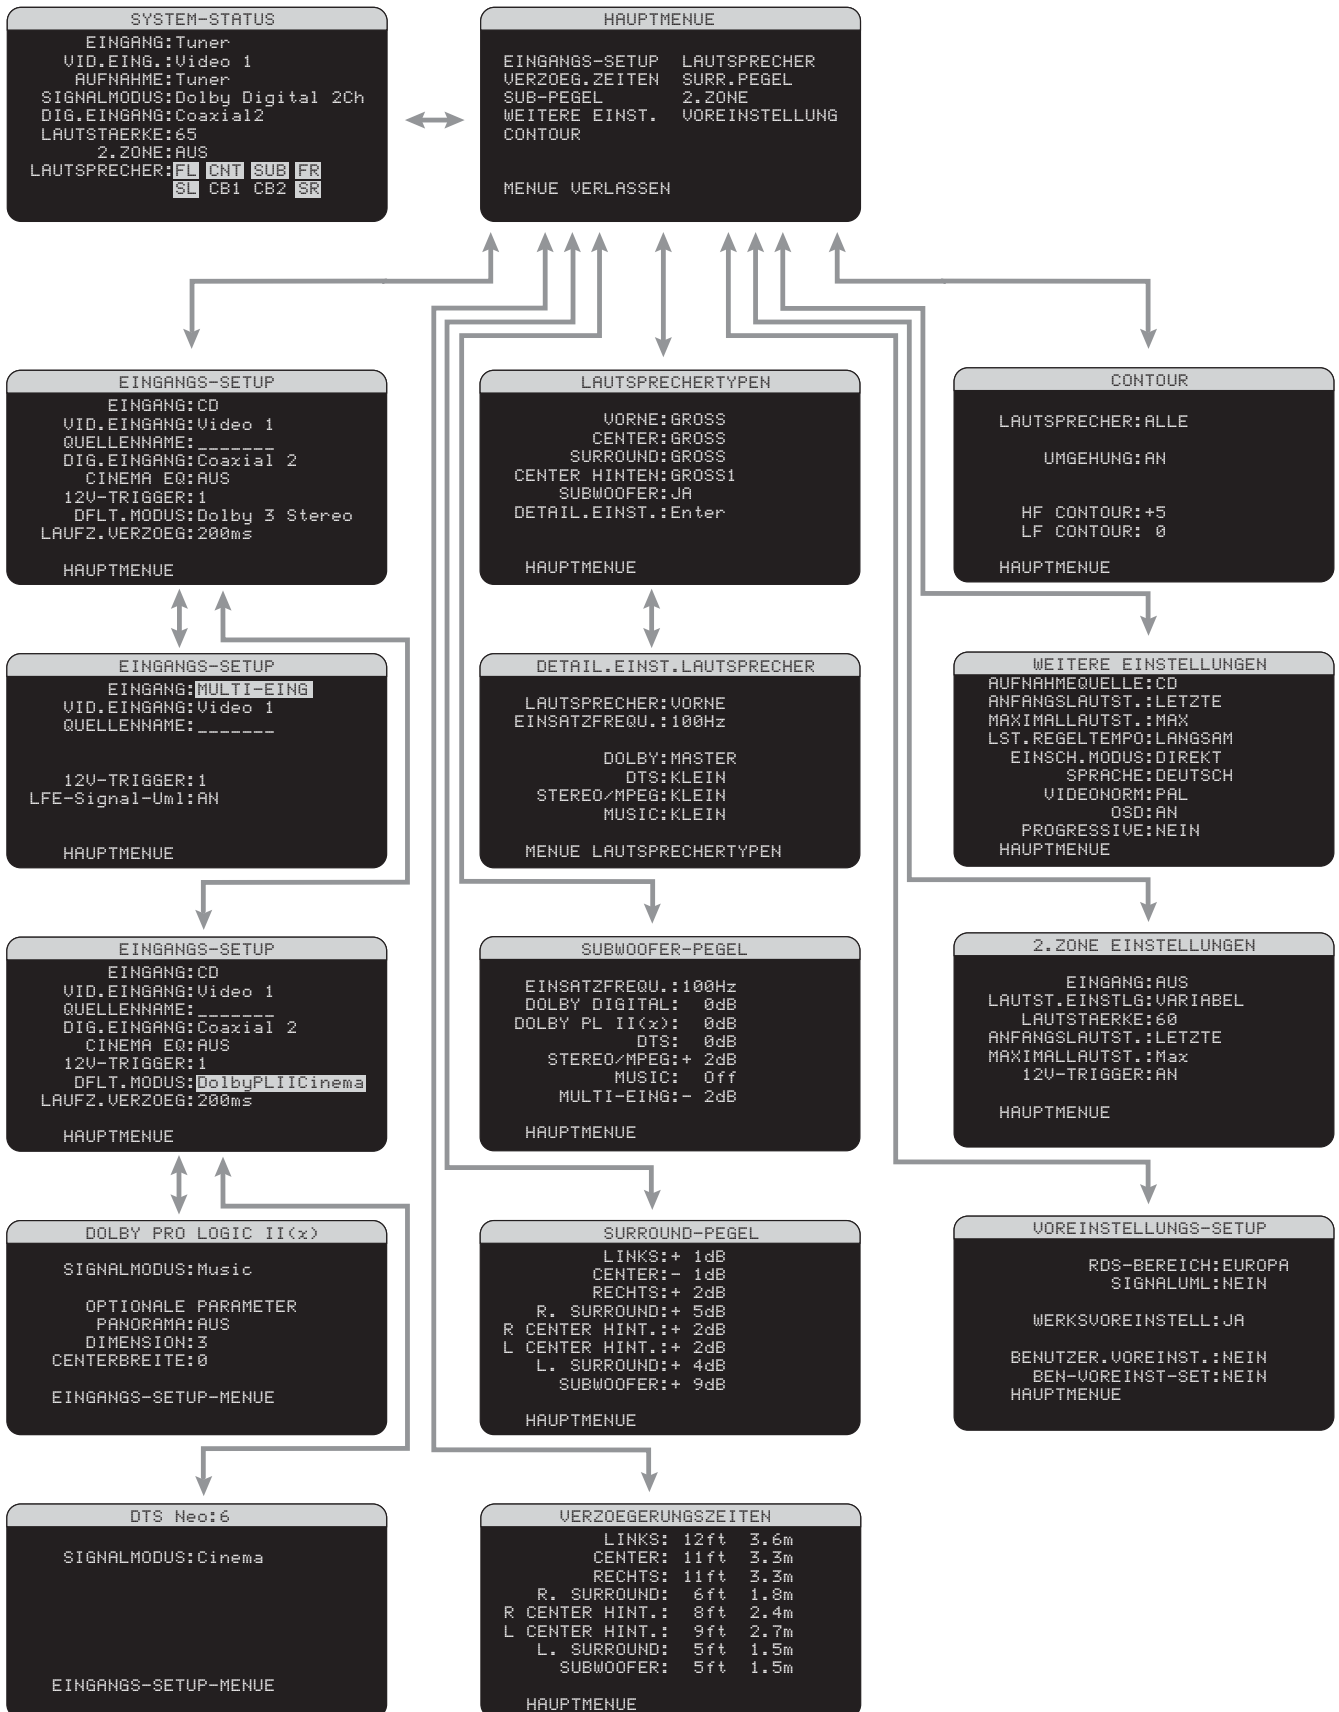 SYSTEM-STATUS
EINGANG:Tuner
VID.EING.:Video 1
AUFNAHME:Tuner
SIGNALMODUS:Dolby Digital 2Ch
DIG.EINGANG:Coaxial2
LAUTSTAERKE:65
2.ZONE:AUS
LAUTSPRECHER:FL CNT SUB FR
SL CB1 CB2 SR
HAUPTMENUE
EINGANGS-SETUP LAUTSPRECHER
VERZOEG.ZEITEN SURR.PEGEL
SUB-PEGEL 2.ZONE
WEITERE EINST. VOREINSTELLUNG
CONTOUR
MENUE VERLASSEN
EINGANGS-SETUP
EINGANG:CD
VID.EINGANG:Video 1
QUELLENNAME:_______
DIG.EINGANG:Coaxial 2
CINEMA EQ:AUS
12V-TRIGGER:1
DFLT.MODUS:Dolby 3 Stereo
LAUFZ.VERZOEG:200ms
HAUPTMENUE
LAUTSPRECHERTYPEN
VORNE:GROSS
CENTER:GROSS
SURROUND:GROSS
CENTER HINTEN:GROSS1
SUBWOOFER:JA
DETAIL.EINST.:Enter
HAUPTMENUE
CONTOUR
LAUTSPRECHER:ALLE
UMGEHUNG:AN
HF CONTOUR:+5
LF CONTOUR: 0
HAUPTMENUE
EINGANGS-SETUP
EINGANG:MULTI-EING
VID.EINGANG:Video 1
QUELLENNAME:_______
12V-TRIGGER:1
LFE-Signal-Uml:AN
HAUPTMENUE
DETAIL.EINST.LAUTSPRECHER
LAUTSPRECHER:VORNE
EINSATZFREQU.:100Hz
DOLBY:MASTER
DTS:KLEIN
STEREO/MPEG:KLEIN
MUSIC:KLEIN
MENUE LAUTSPRECHERTYPEN
WEITERE EINSTELLUNGEN
AUFNAHMEQUELLE:CD
ANFANGSLAUTST.:LETZTE
MAXIMALLAUTST.:MAX
LST.REGELTEMPO:LANGSAM
EINSCH.MODUS:DIREKT
SPRACHE:DEUTSCH
VIDEONORM:PAL
OSD:AN
PROGRESSIVE:NEIN
HAUPTMENUE
EINGANGS-SETUP
EINGANG:CD
VID.EINGANG:Video 1
QUELLENNAME:_______
DIG.EINGANG:Coaxial 2
CINEMA EQ:AUS
12V-TRIGGER:1
DFLT.MODUS:DolbyPLIICinema
LAUFZ.VERZOEG:200ms
HAUPTMENUE
SUBWOOFER-PEGEL
EINSATZFREQU.:100Hz
DOLBY DIGITAL: 0dB
DOLBY PL II(x): 0dB
DTS: 0dB
STEREO/MPEG:+ 2dB
MUSIC: Off
MULTI-EING:- 2dB
HAUPTMENUE
2.ZONE EINSTELLUNGEN
EINGANG:AUS
LAUTST.EINSTLG:VARIABEL
LAUTSTAERKE:60
ANFANGSLAUTST.:LETZTE
MAXIMALLAUTST.:Max
12V-TRIGGER:AN
HAUPTMENUE
DOLBY PRO LOGIC II(x)
SIGNALMODUS:Music
OPTIONALE PARAMETER
PANORAMA:AUS
DIMENSION:3
CENTERBREITE:0
EINGANGS-SETUP-MENUE
SURROUND-PEGEL
LINKS:+ 1dB
CENTER:- 1dB
RECHTS:+ 2dB
R. SURROUND:+ 5dB
R CENTER HINT.:+ 2dB
L CENTER HINT.:+ 2dB
L. SURROUND:+ 4dB
SUBWOOFER:+ 9dB
HAUPTMENUE
VOREINSTELLUNGS-SETUP
RDS-BEREICH:EUROPA
SIGNALUML:NEIN
WERKSVOREINSTELL:JA
BENUTZER.VOREINST.:NEIN
BEN-VOREINST-SET:NEIN
HAUPTMENUE
DTS Neo:6
SIGNALMODUS:Cinema
EINGANGS-SETUP-MENUE
VERZOEGERUNGSZEITEN
LINKS: 12ft 3.6m
CENTER: 11ft 3.3m
RECHTS: 11ft 3.3m
R. SURROUND: 6ft 1.8m
R CENTER HINT.: 8ft 2.4m
L CENTER HINT.: 9ft 2.7m
L. SURROUND: 5ft 1.5m
SUBWOOFER: 5ft 1.5m
HAUPTMENUE